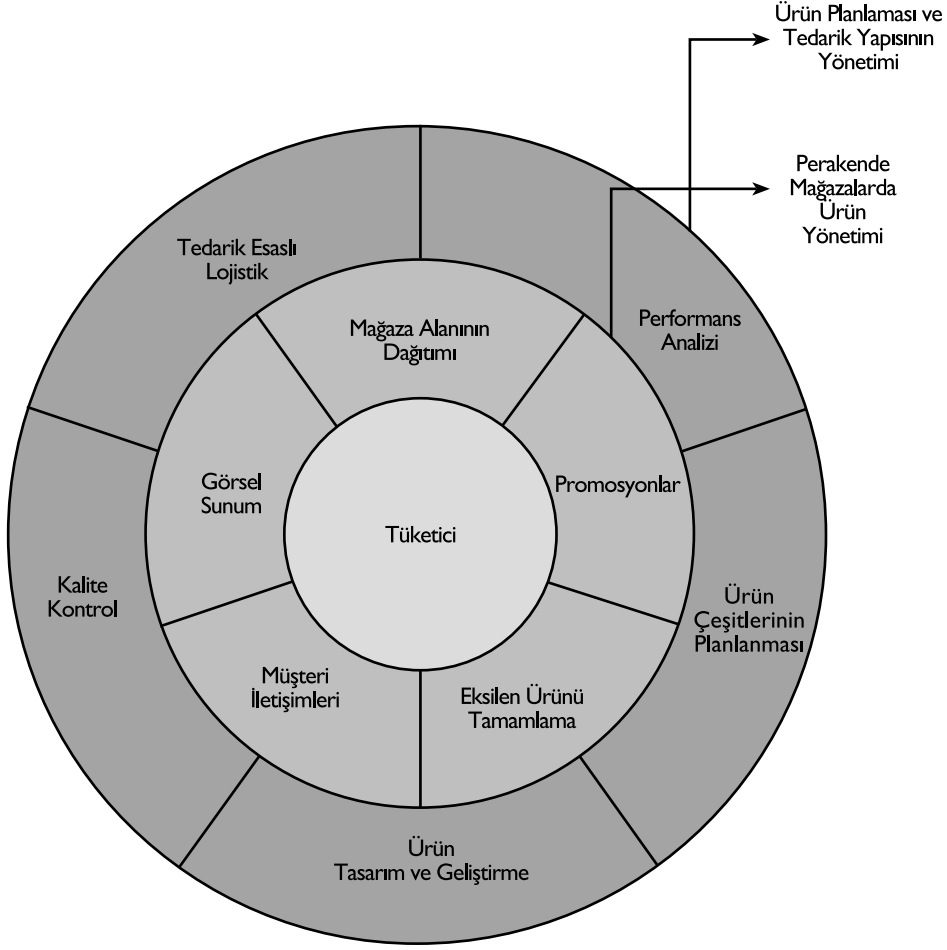 Ürün Planlaması ve
Tedarik Yapısının
Yönetimi
Perakende
Mağazalarda
Ürün
Yönetimi
Tedarik Esaslı
Lojistik
Performans
Analizi
Mağaza Alanının
Dağıtımı
Görsel
Sunum
Promosyonlar
Tüketici
Kalite
Kontrol
Ürün
Çeşitlerinin
Planlanması
Müşteri
İletişimleri
Eksilen Ürünü
Tamamlama
Ürün
Tasarım ve Geliştirme